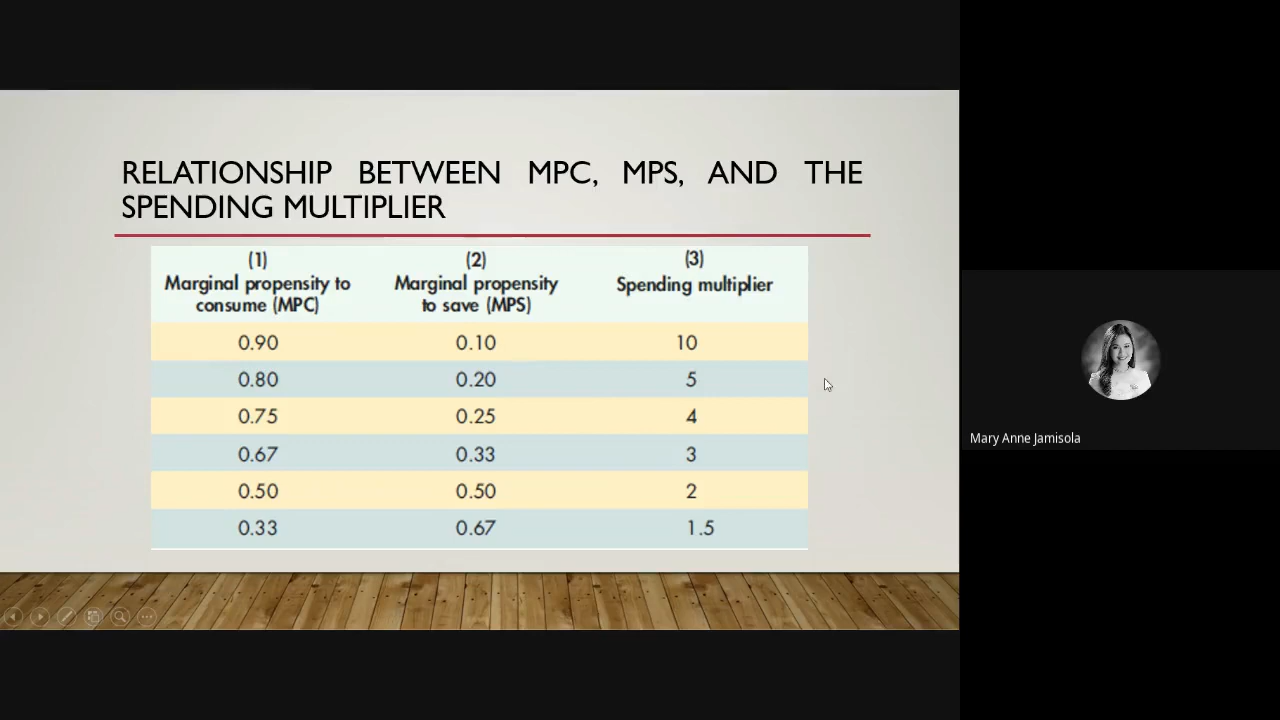 RELATIONSHIP BETWEEN MPC, MPS, AND THE
SPENDING MULTIPLIER
(1) (2) (3)
Marginal propensity to Marginal propensity Spending multiplier
consume (MPC) to save (MPS)
0.90 0.10 10
0.80 0.20 5
0.75 0.25 4
0.67 0.33 3
0.50 0.50 2
0.33 0.67 1.5
Mary Anne Jamisola